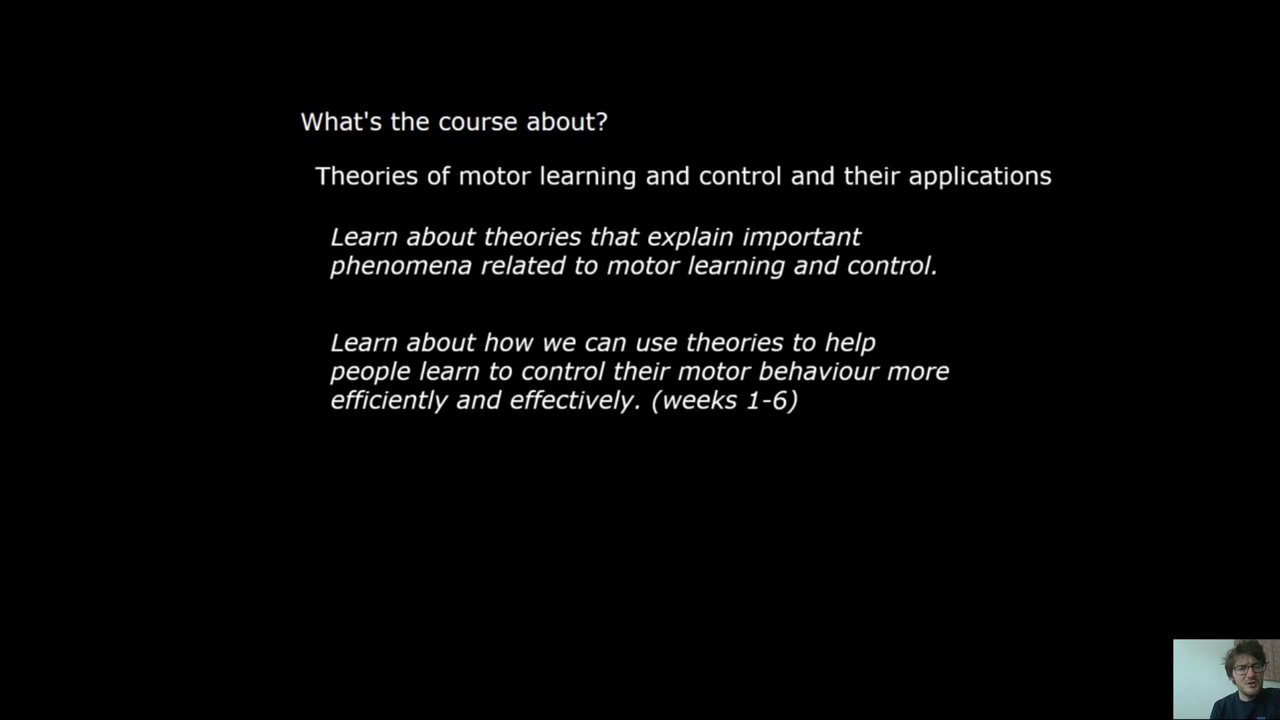 What's the course about?
Theories of motor learning and control and their applications
Learn about theories that explain important
phenomena related to motor learning and control.
Learn about how we can use theories to help
people learn to control their motor behaviour more
efficiently and effectively. (weeks 1-6)